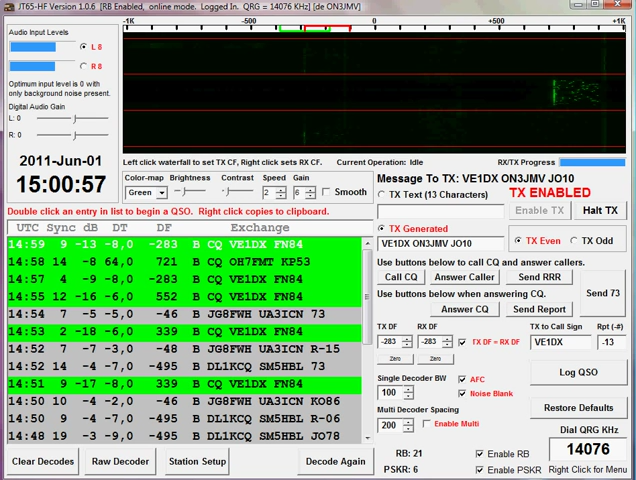 JT65-HF Version 1.0.6 [RB Enabled, online mode. Logged In. QRG = 14076 KHz] [de ON3JMV]
-1K -500 0 +500 +1K
Audio Input Levels
L 8
R 8
Optimum input level is 0 with
only background noise present.
Digital Audio Gain
L: 0
R: 0
2011-Jun-01
15:00:57
Left click waterfall to set TX CF, Right click sets RX CF. Current Operation: Idle RX/TX Progress
Color-map Brightness Contrast Speed Gain
Green 2 6 Smooth
Double click an entry in list to begin a QSO. Right click copies to clipboard.
UTC Sync dB DT DF Exchange
14:59 9 -13 -8,0 -283 B CQ VE1DX FN84
14:58 14 -8 64,0 721 B CQ OH7FMT KP53
14:57 4 -9 -8,0 -283 B CQ VE1DX FN84
14:55 12 -16 -6,0 552 B CQ VE1DX FN84
14:54 7 -5 -5,0 -46 B JG8FWH UA3ICN 73
14:53 2 -18 -6,0 339 B CQ VE1DX FN84
14:52 7 -7 -3,0 -48 B JG8FWH UA3ICN R-15
14:52 14 -4 -7,0 -495 B DL1KCQ SM5HBL 73
14:51 9 -17 -8,0 339 B CQ VE1DX FN84
14:50 10 -4 -2,0 -46 B JG8FWH UA3ICN KO86
14:50 9 -4 -7,0 -495 B DL1KCQ SM5HBL R-06
14:48 19 -3 -9,0 -495 B DL1KCQ SM5HBL JO78
Clear Decodes Raw Decoder Station Setup Decode Again
Message To TX: VE1DX ON3JMV JO10
TX Text (13 Characters) TX ENABLED
Enable TX Halt TX
TX Generated
VE1DX ON3JMV JO10
TX Even TX Odd
Use buttons below to call CQ and answer callers.
Call CQ Answer Caller Send RRR
Send 73
Use buttons below when answering CQ.
Answer CQ Send Report
TX DF RX DF TX to Call Sign Rpt (-#)
-283 -283 TX DF = RX DF VE1DX -13
Zero Zero
Single Decoder BW AFC
100 Noise Blank
Log QSO
Multi Decoder Spacing
200 Enable Multi
Restore Defaults
Dial QRG KHz
14076
RB: 21 Enable RB
PSKR: 6 Enable PSKR Right Click for Menu